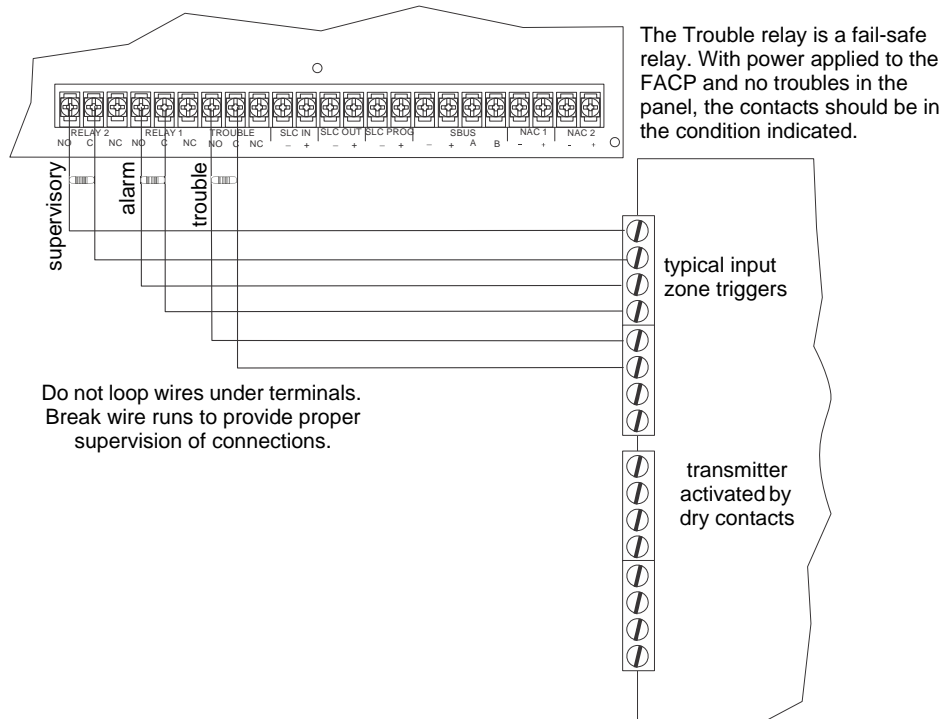 The Trouble relay is a fail-safe
relay. With power applied to the
FACP and no troubles in the
panel, the contacts should be in
the condition indicated.
RELAY 2 RELAY 1 TROUBLE SLC IN SLC OUT SLC PROG SBUS NAC 1 NAC 2
NO C NC NO C NC NO C NC – + – + – + – + A B - + - +
supervisory
alarm
trouble
typical input
zone triggers
Do not loop wires under terminals.
Break wire runs to provide proper
supervision of connections.
transmitter
activated by
dry contacts